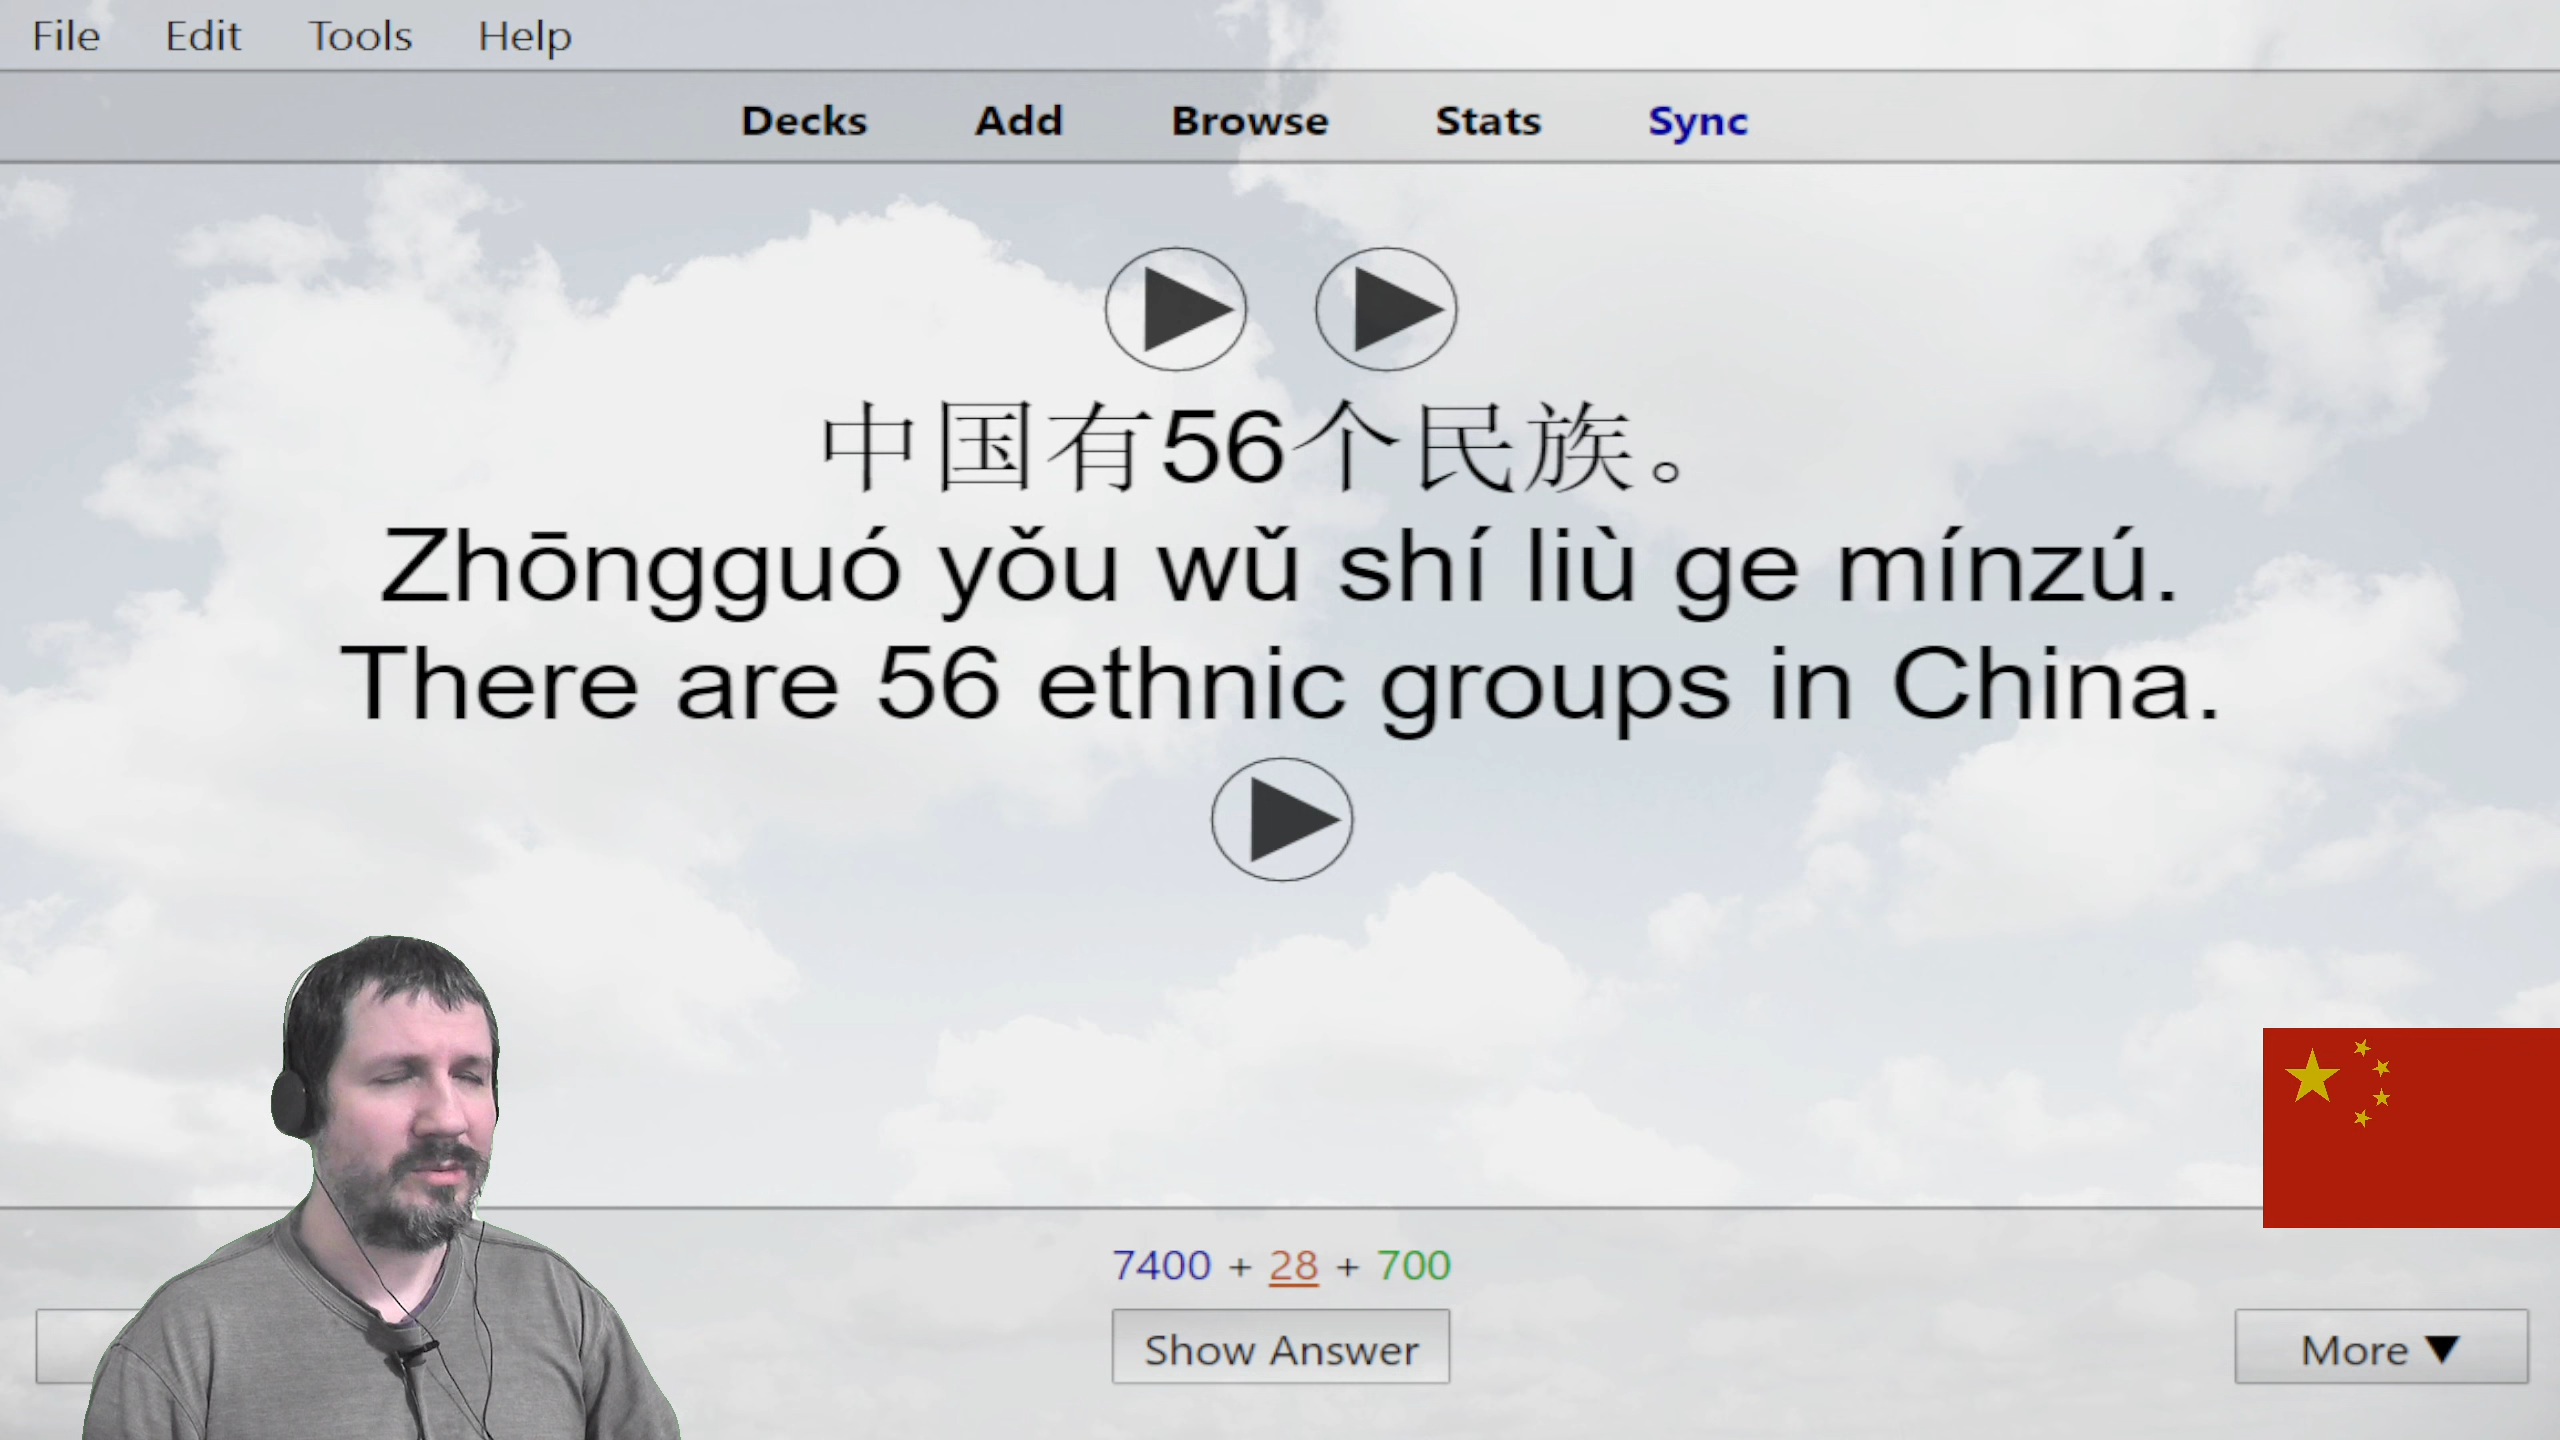 File Edit Tools Help
Decks Add Browse Stats Sync
中国有56个民族。
Zhōngguó yǒu wǔ shí liù ge mínzú.
There are 56 ethnic groups in China.
7400 + 28 + 700
Show Answer
More ▼